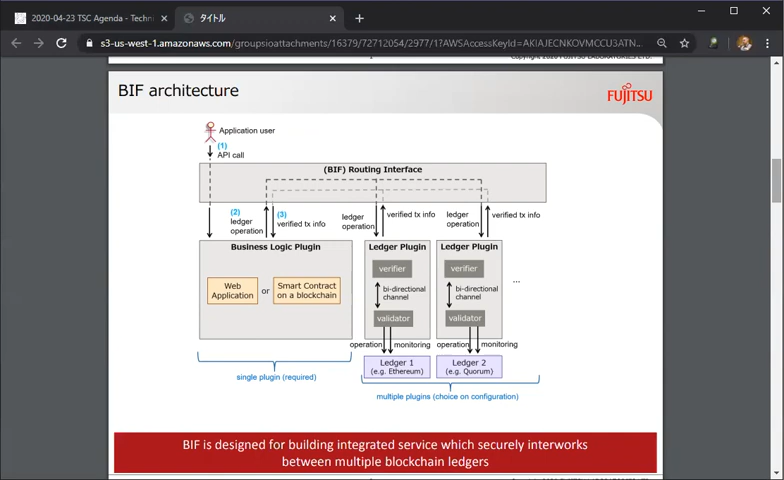 2020-04-23 TSC Agenda - Techni
タイトル
s3-us-west-1.amazonaws.com/groupsioattachments/16379/72712054/2977/1?AWSAccessKeyId=AKIAJECNKOVMCCU3ATN...
Copyright 2020 FUJITSU LABORATORIES LTD.
BIF architecture
FUJITSU
Application user
(1)
API call
(BIF) Routing Interface
(2)
ledger
operation
(3)
verified tx info
ledger
operation
verified tx info
ledger
operation
verified tx info
Business Logic Plugin
Ledger Plugin
Ledger Plugin
verifier
verifier
Web
Application
or
Smart Contract
on a blockchain
bi-directional
channel
bi-directional
channel
...
validator
validator
operation
monitoring
operation
monitoring
Ledger 1
(e.g. Ethereum)
Ledger 2
(e.g. Quorum)
single plugin (required)
multiple plugins (choice on configuration)
BIF is designed for building integrated service which securely interworks
between multiple blockchain ledgers